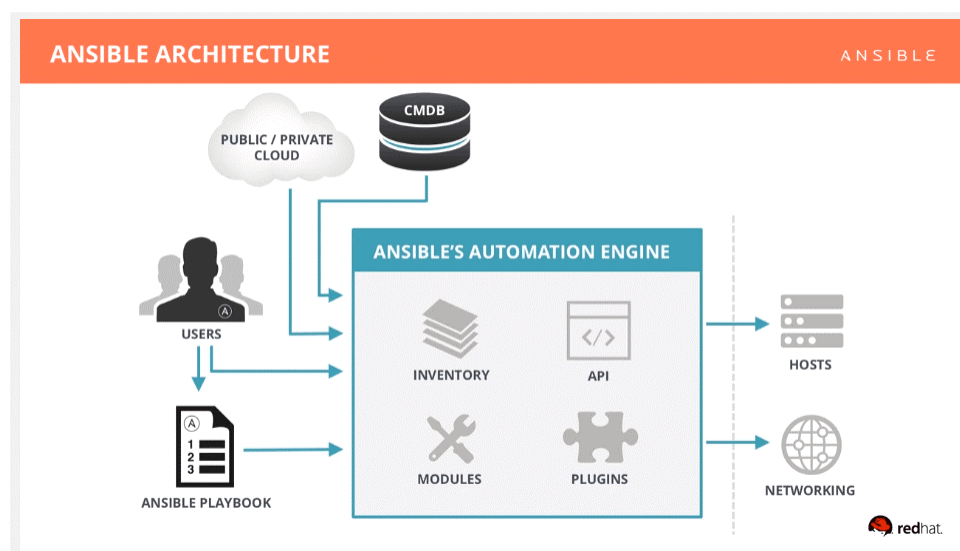 ANSIBLE ARCHITECTURE
ANSIBLE
CMDB
PUBLIC / PRIVATE
CLOUD
ANSIBLE'S AUTOMATION ENGINE
A
USERS
INVENTORY
</>
API
HOSTS
A
1
2
3
MODULES
PLUGINS
ANSIBLE PLAYBOOK
NETWORKING
redhat.